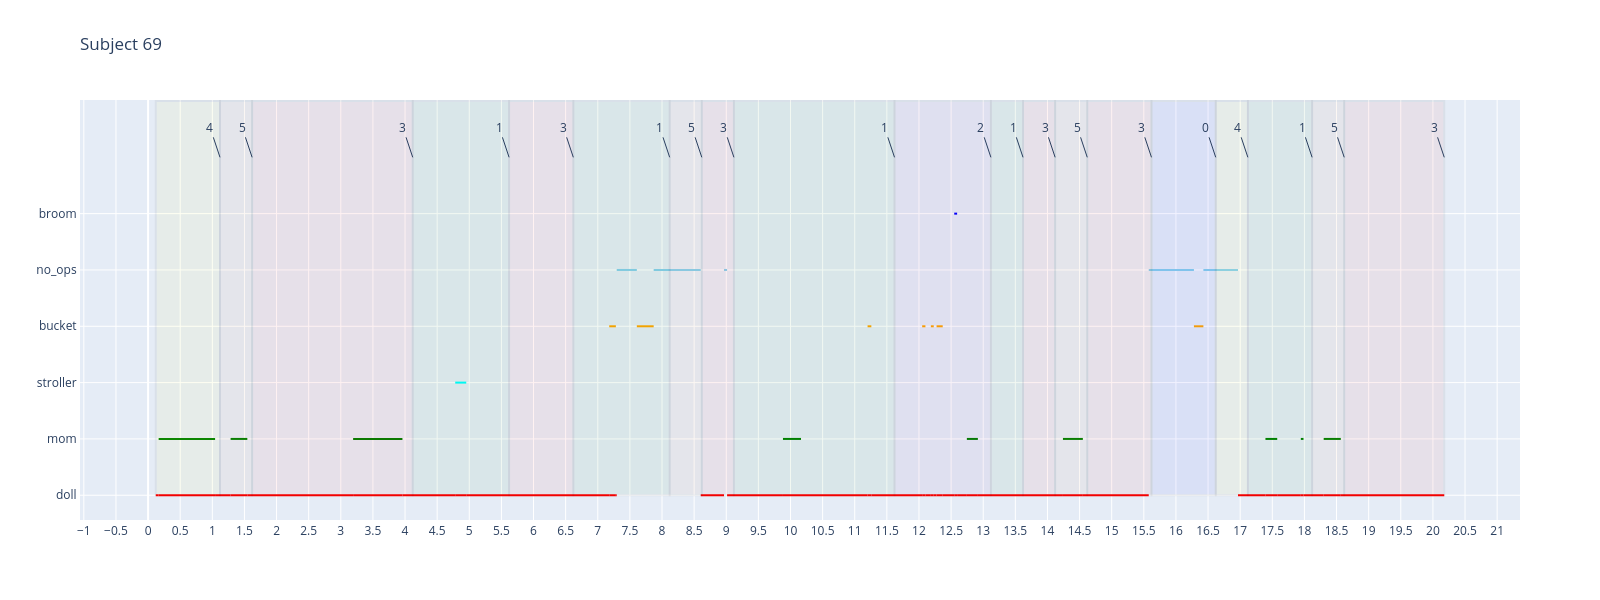 Subject 69
4 5 3 1 3 1 5 3 1 2 1 3 5 3 0 4 1 5 3
broom
no_ops
bucket
stroller
mom
doll
−1 −0.5 0 0.5 1 1.5 2 2.5 3 3.5 4 4.5 5 5.5 6 6.5 7 7.5 8 8.5 9 9.5 10 10.5 11 11.5 12 12.5 13 13.5 14 14.5 15 15.5 16 16.5 17 17.5 18 18.5 19 19.5 20 20.5 21